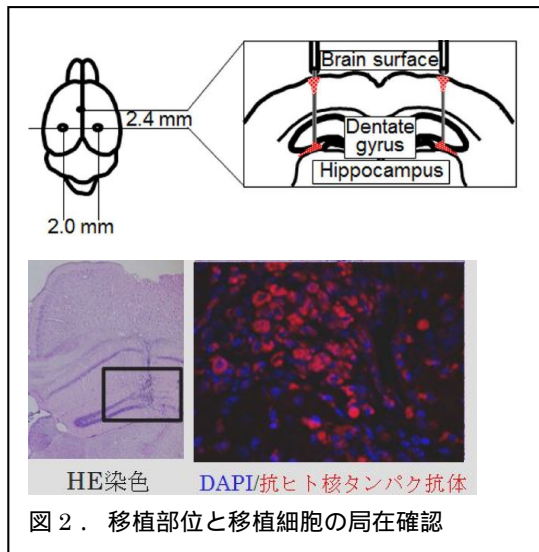 Brain surface
2.4 mm
Dentate
gyrus
Hippocampus
2.0 mm
HE染色
DAPI/抗ヒト核タンパク抗体
図２． 移植部位と移植細胞の局在確認